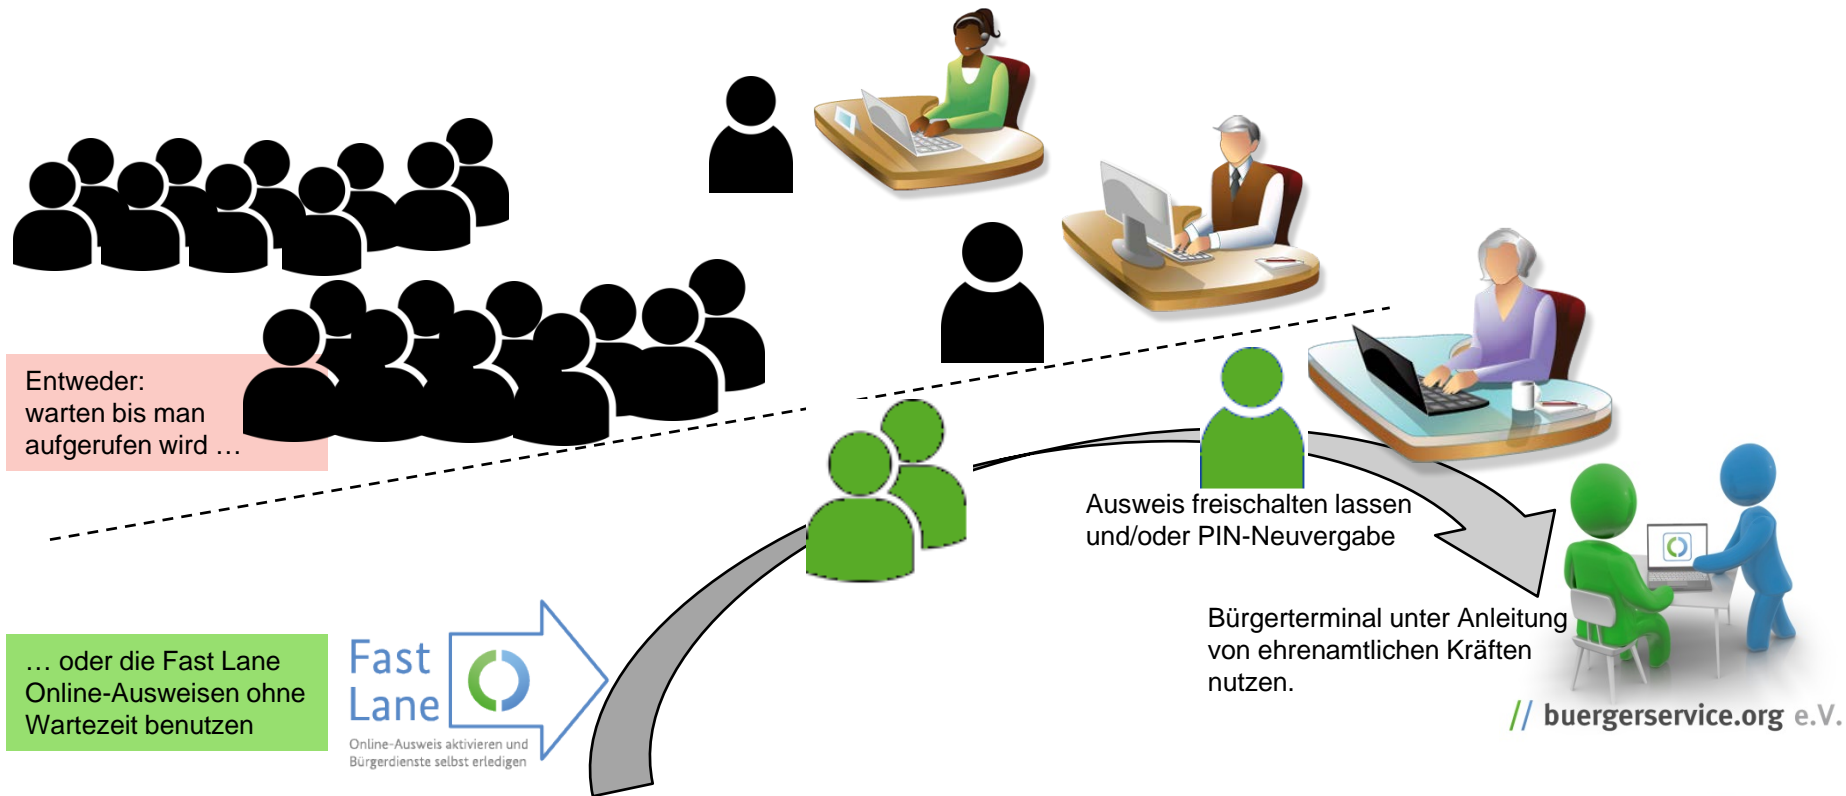 Entweder:
warten bis man
aufgerufen wird …
Ausweis freischalten lassen
und/oder PIN-Neuvergabe
Bürgerterminal unter Anleitung
von ehrenamtlichen Kräften
nutzen.
… oder die Fast Lane
Online-Ausweisen ohne
Wartezeit benutzen
Fast
Lane
Online-Ausweis aktivieren und
Bürgerdienste selbst erledigen
// buergerservice.org e.V.